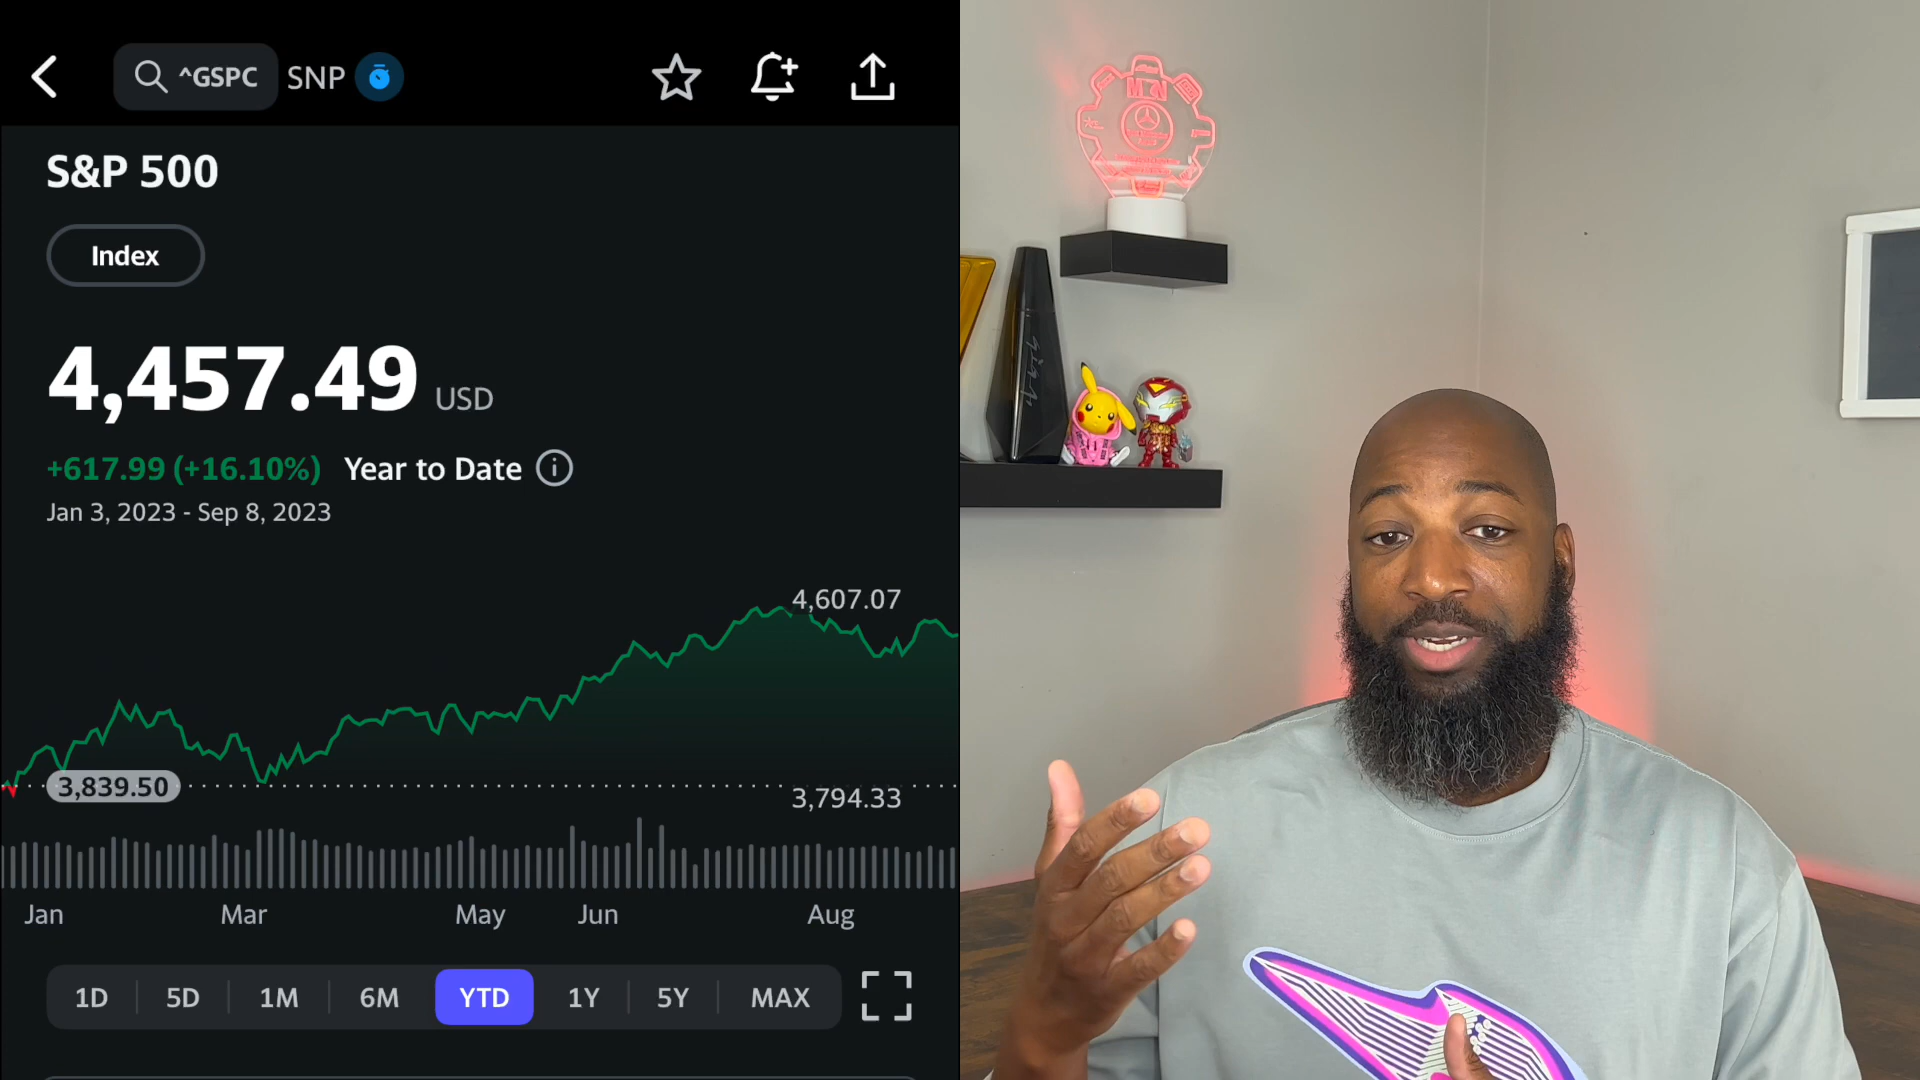 ^GSPC SNP
S&P 500
Index
4,457.49 USD
+617.99 (+16.10%) Year to Date
Jan 3, 2023 - Sep 8, 2023
4,607.07
3,839.50
3,794.33
Jan Mar May Jun Aug
1D 5D 1M 6M YTD 1Y 5Y MAX